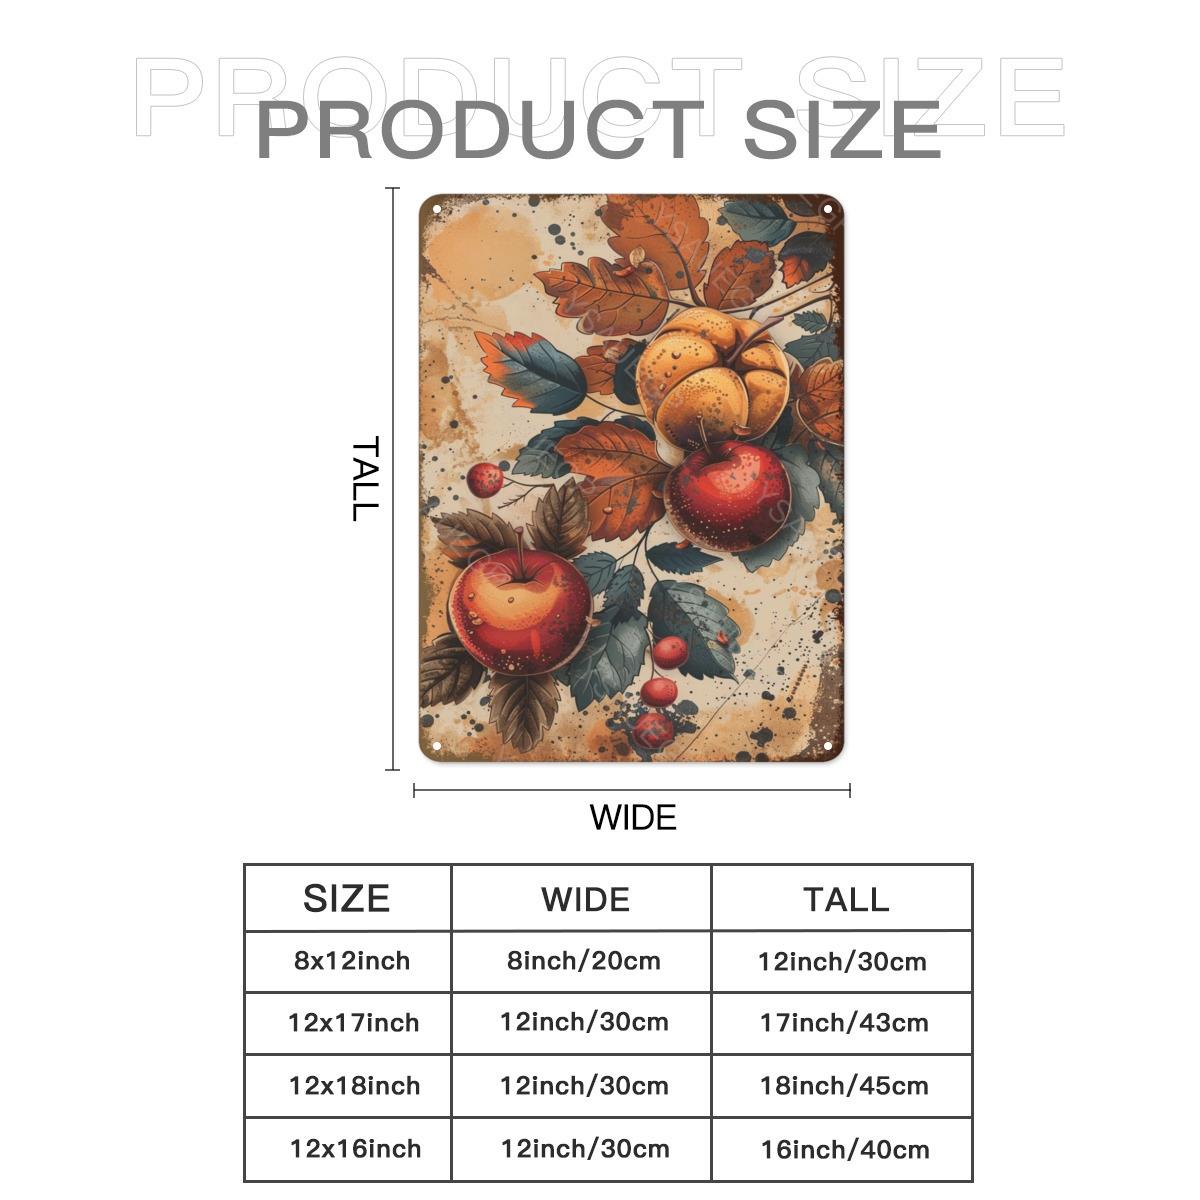 PRODUCT SIZE
PRODUCT SIZE
TALL
WIDE
SIZE WIDE TALL
8x12inch 8inch/20cm 12inch/30cm
12x17inch 12inch/30cm 17inch/43cm
12x18inch 12inch/30cm 18inch/45cm
12x16inch 12inch/30cm 16inch/40cm